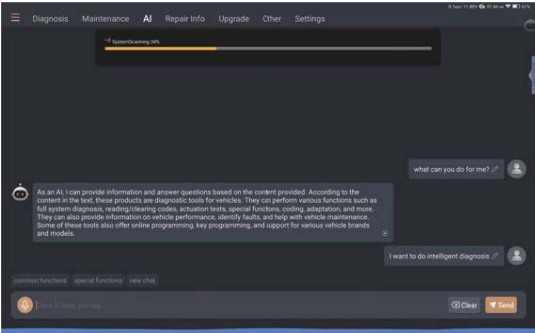 Diagnosis Maintenance AI Repair Info Upgrade Other Settings
SystemScanning 34%
what can you do for me?
As an AI, I can provide information and answer questions based on the content provided. According to the
content in the text, these products are diagnostic tools for vehicles. They can perform various functions such as
full system diagnosis, reading/clearing codes, actuation tests, special functions, coding, adaptation, and more.
They can also provide information on vehicle performance, identify faults, and help with vehicle maintenance.
Some of these tools also offer online programming, key programming, and support for various vehicle brands
and models.
I want to do intelligent diagnosis
common functions special functions new chat
you say
Clear Send